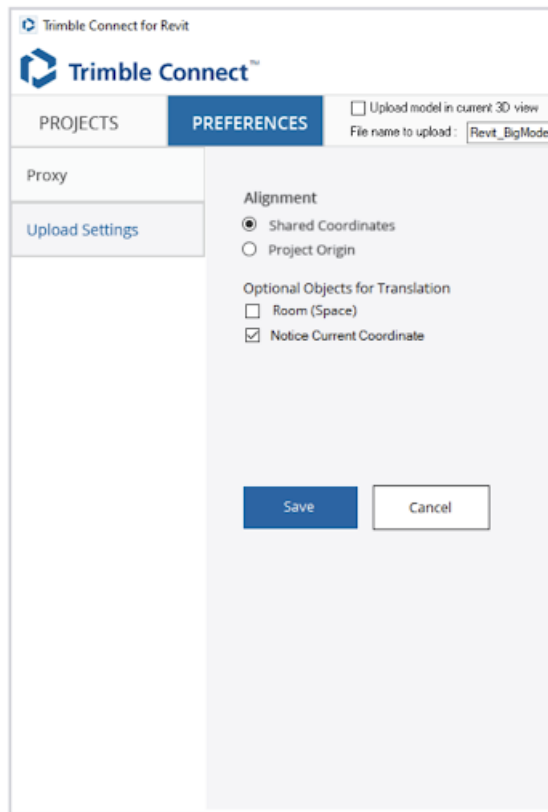 Trimble Connect for Revit
Trimble Connect™
PROJECTS
PREFERENCES
Upload model in current 3D view
File name to upload :
Revit_BigMode
Proxy
Upload Settings
Alignment
Shared Coordinates
Project Origin
Optional Objects for Translation
Room (Space)
Notice Current Coordinate
Save
Cancel